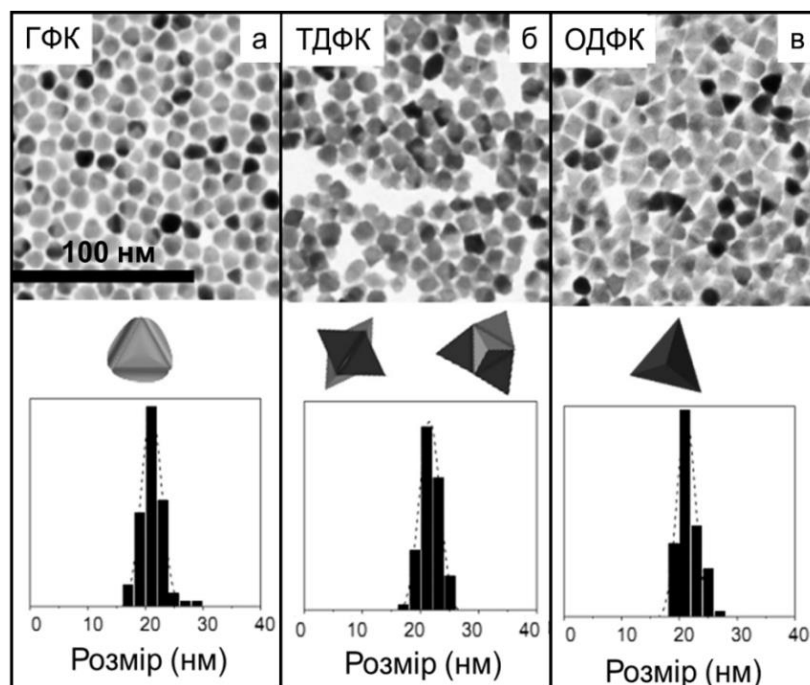 ГФК
а
ТДФК
б
ОДФК
в
100 нм
0 10 20 30 40
Розмір (нм)
0 10 20 30 40
Розмір (нм)
0 10 20 30 40
Розмір (нм)